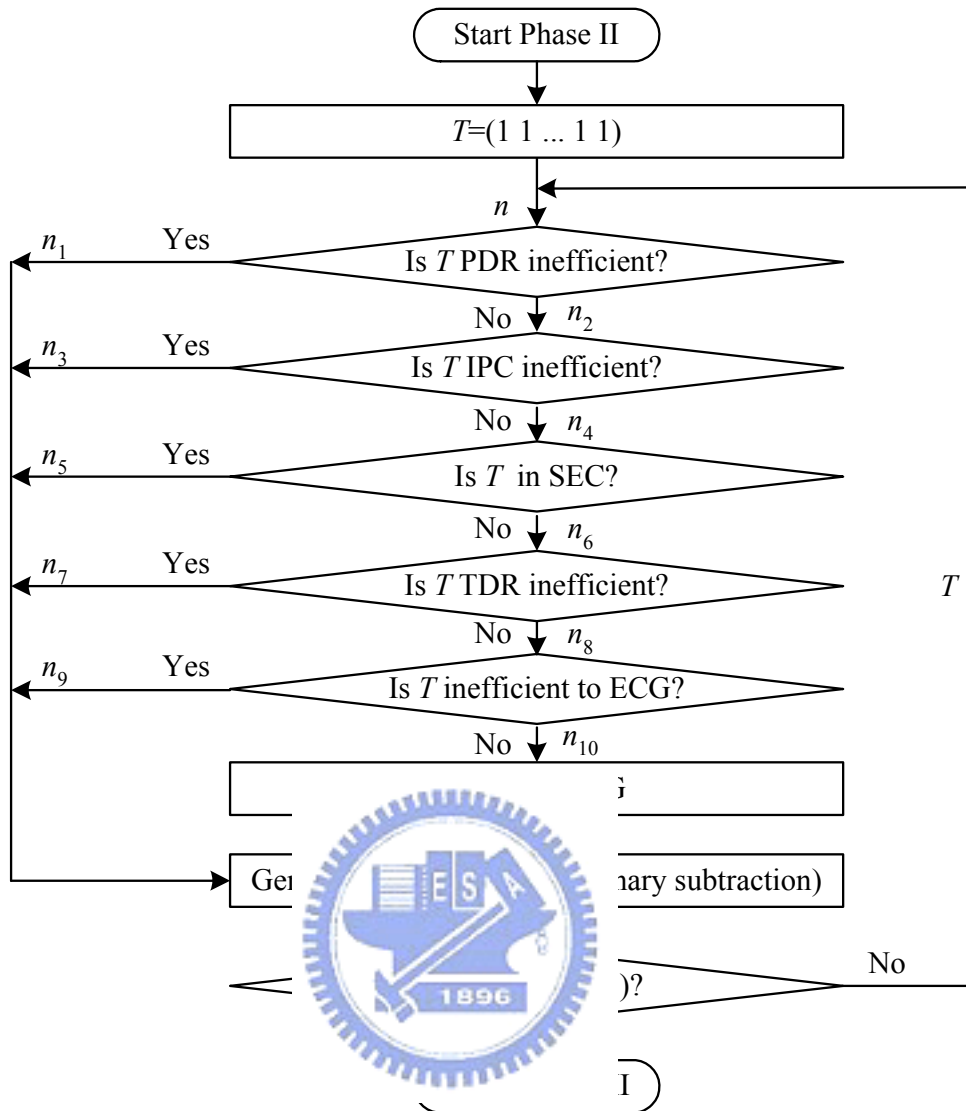 Start Phase II
T=(1 1 ... 1 1)
n
n1 Yes Is T PDR inefficient?
No n2
n3 Yes Is T IPC inefficient?
No n4
n5 Yes Is T in SEC?
No n6
n7 Yes Is T TDR inefficient?
T
No n8
n9 Yes Is T inefficient to ECG?
No n10
subtraction)
E S A
No
)?
1896